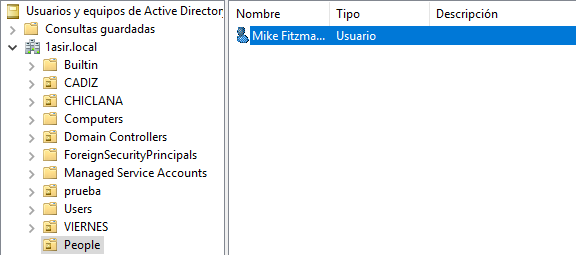 Usuarios y equipos de Active Directory
Consultas guardadas
1asir.local
Builtin
CADIZ
CHICLANA
Computers
Domain Controllers
ForeignSecurityPrincipals
Managed Service Accounts
prueba
Users
VIERNES
People
Nombre Tipo Descripción
Mike Fitzma... Usuario